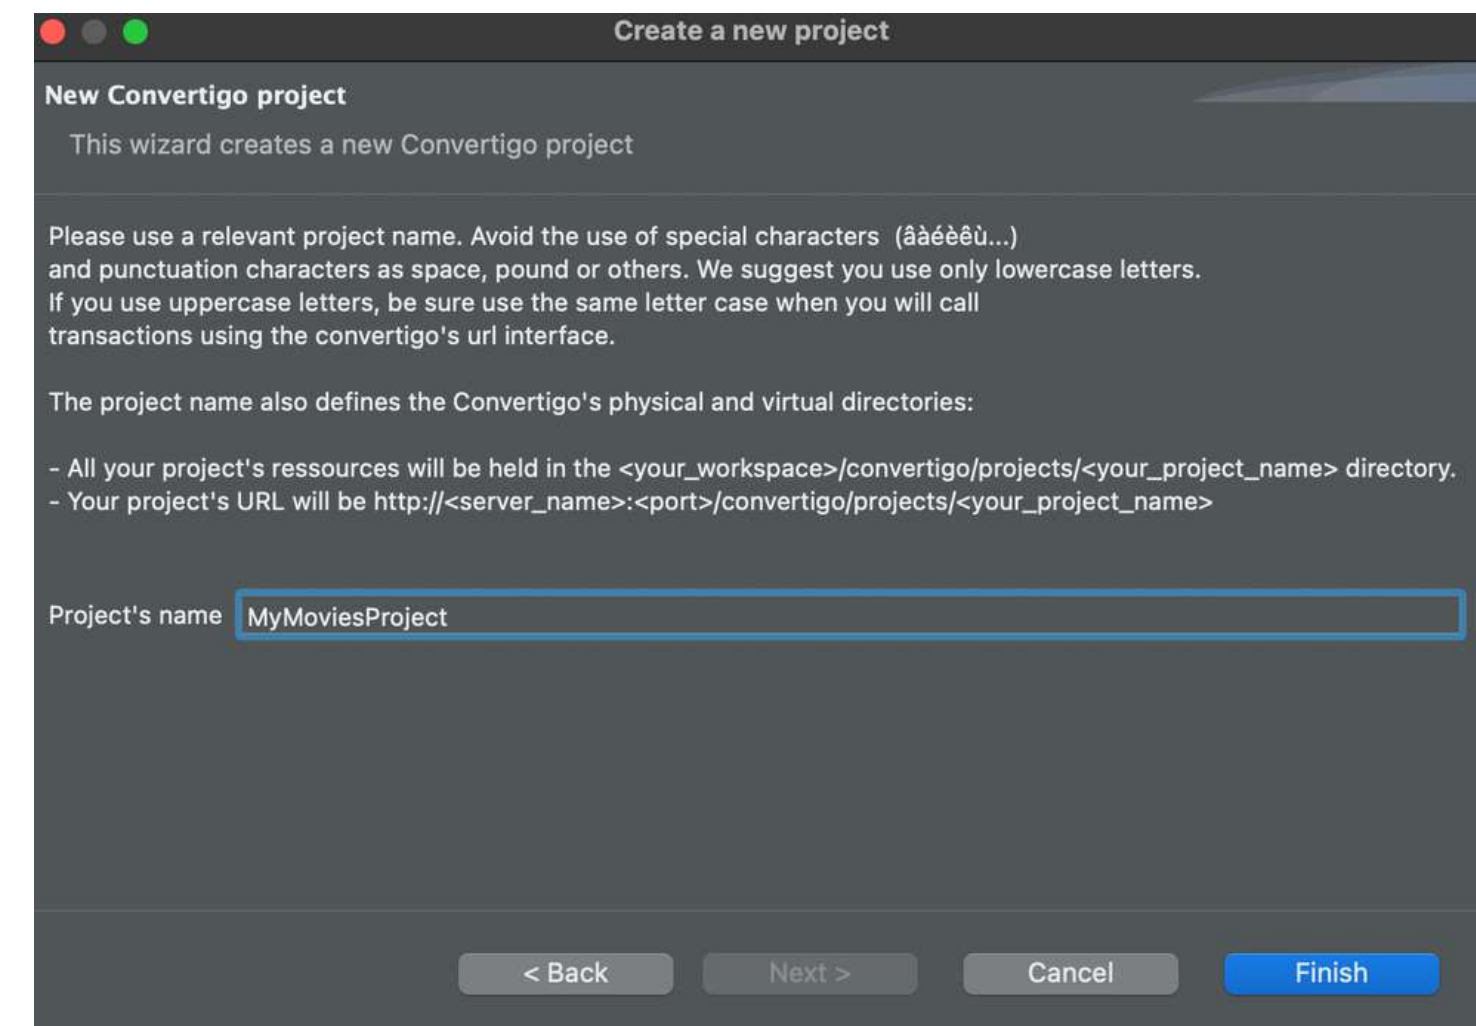 Create a new project
New Convertigo project
This wizard creates a new Convertigo project
Please use a relevant project name. Avoid the use of special characters  (âàéèêù...)
and punctuation characters as space, pound or others. We suggest you use only lowercase letters.
If you use uppercase letters, be sure use the same letter case when you will call
transactions using the convertigo's url interface.
The project name also defines the Convertigo's physical and virtual directories:
- All your project's ressources will be held in the <your_workspace>/convertigo/projects/<your_project_name> directory.
- Your project's URL will be http://<server_name>:<port>/convertigo/projects/<your_project_name>
Project's name MyMoviesProject
< Back Next > Cancel Finish